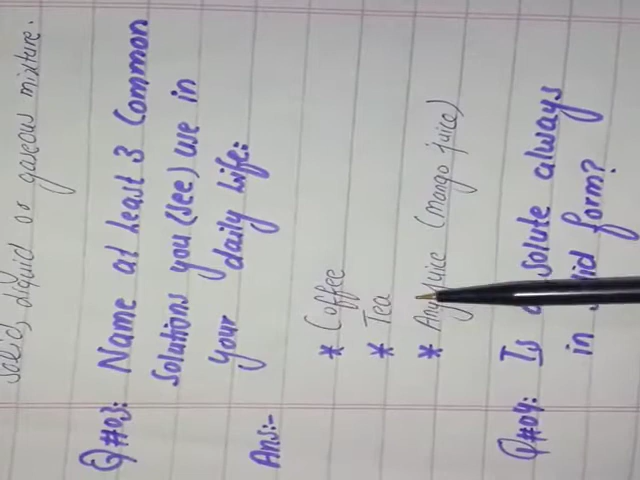 solid, liquid or gaseous mixture.
Q#03: Name at least 3 Common
Solutions you (see) use in
your daily life:
Ans:-
* Coffee
* Tea
* Any juice (mango juice)
Q#04: Is a solute always
in solid form?